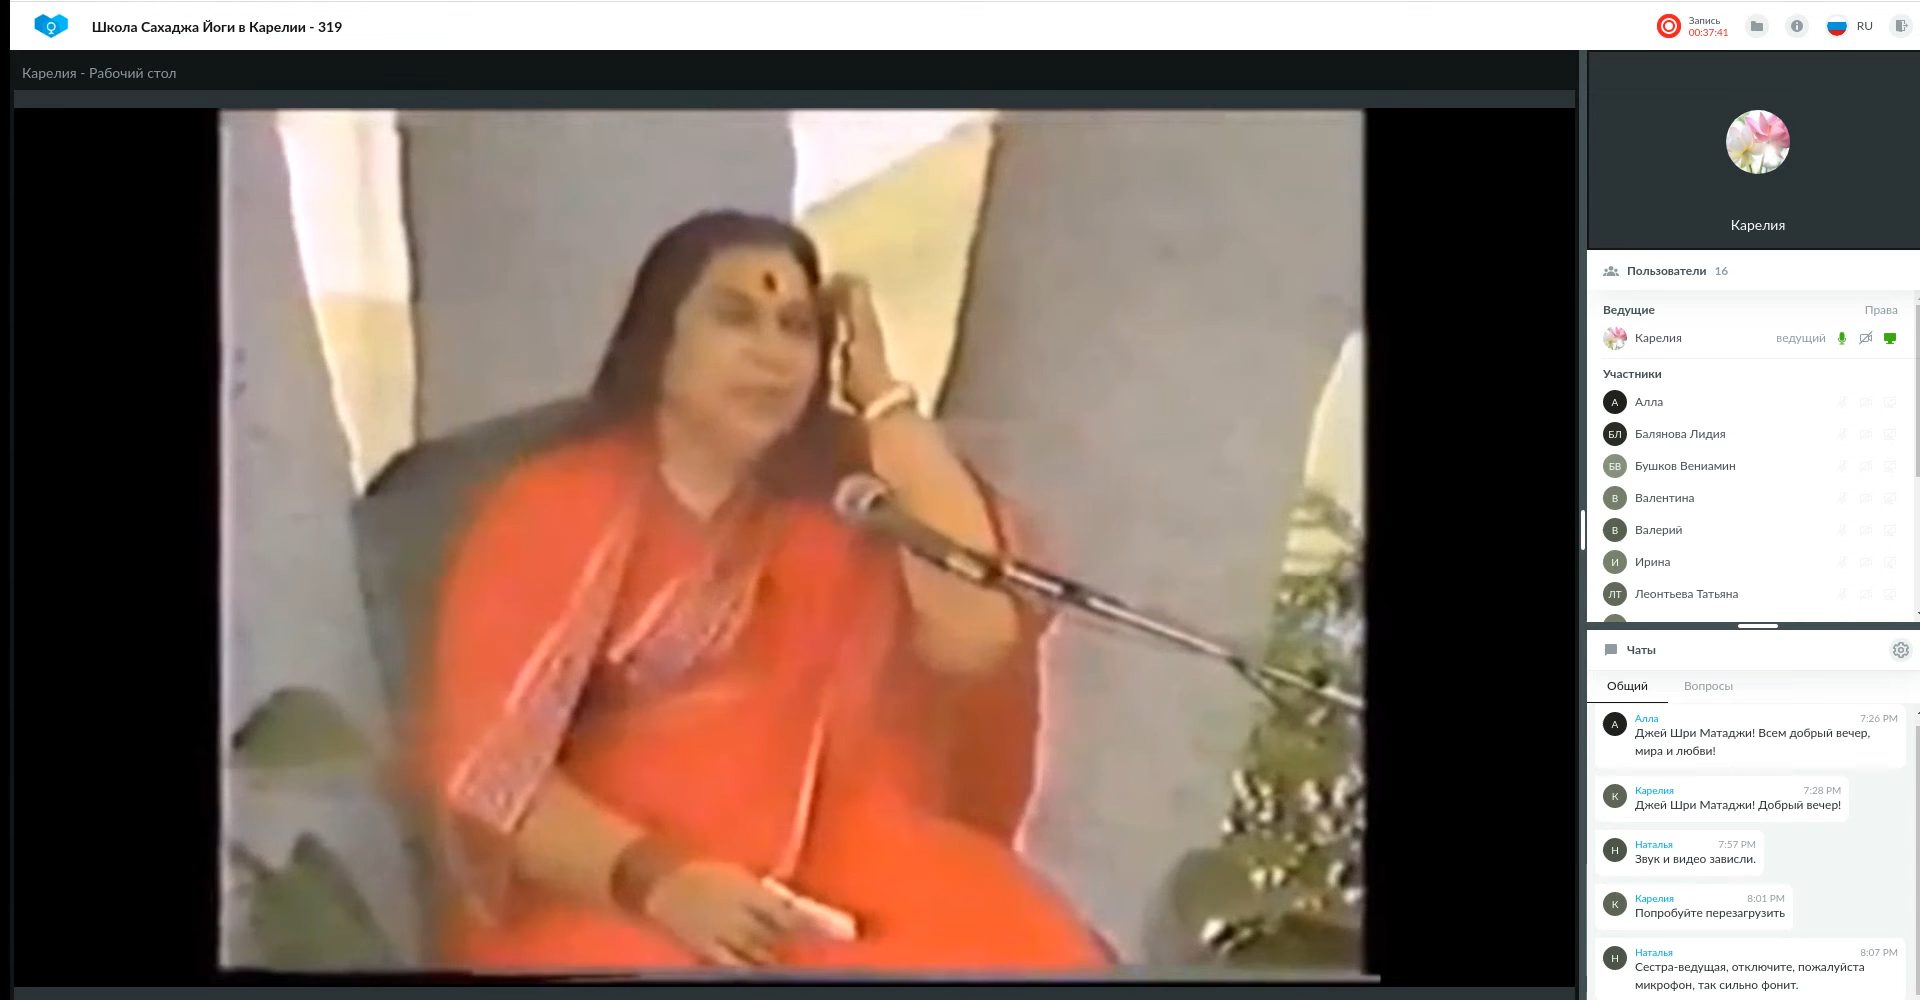 Школа Сахаджа Йоги в Карелии - 319
Запись
00:37:41
RU
Карелия - Рабочий стол
Карелия
Пользователи 16
Ведущие Права
Карелия ведущий
Участники
А Алла
БЛ Балянова Лидия
БВ Бушков Вениамин
В Валентина
В Валерий
И Ирина
ЛТ Леонтьева Татьяна
Чаты
Общий Вопросы
А Алла 7:26 PM
Джей Шри Матаджи! Всем добрый вечер,
мира и любви!
К Карелия 7:28 PM
Джей Шри Матаджи! Добрый вечер!
Н Наталья 7:57 PM
Звук и видео зависли.
К Карелия 8:01 PM
Попробуйте перезагрузить
Н Наталья 8:07 PM
Сестра-ведущая, отключите, пожалуйста
микрофон, так сильно фонит.